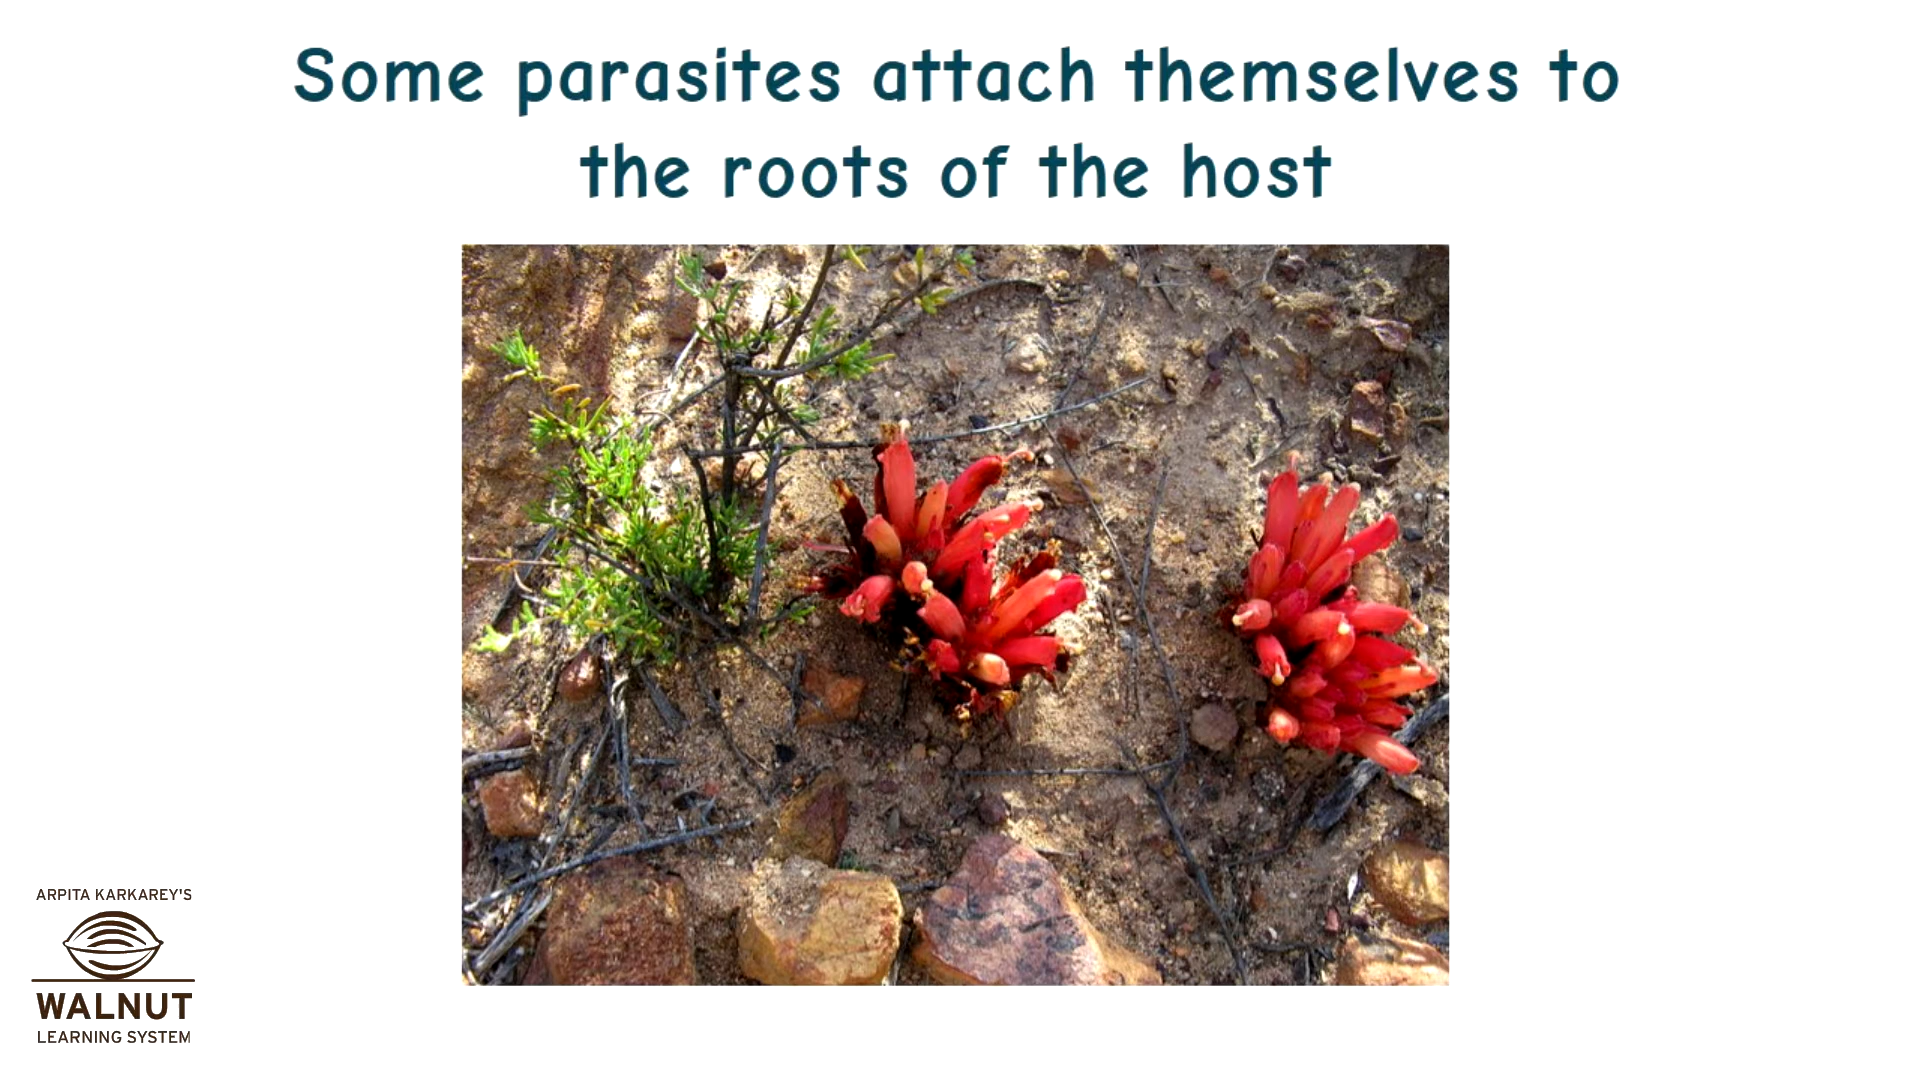 Some parasites attach themselves to
the roots of the host
ARPITA KARKAREY'S
WALNUT
LEARNING SYSTEM